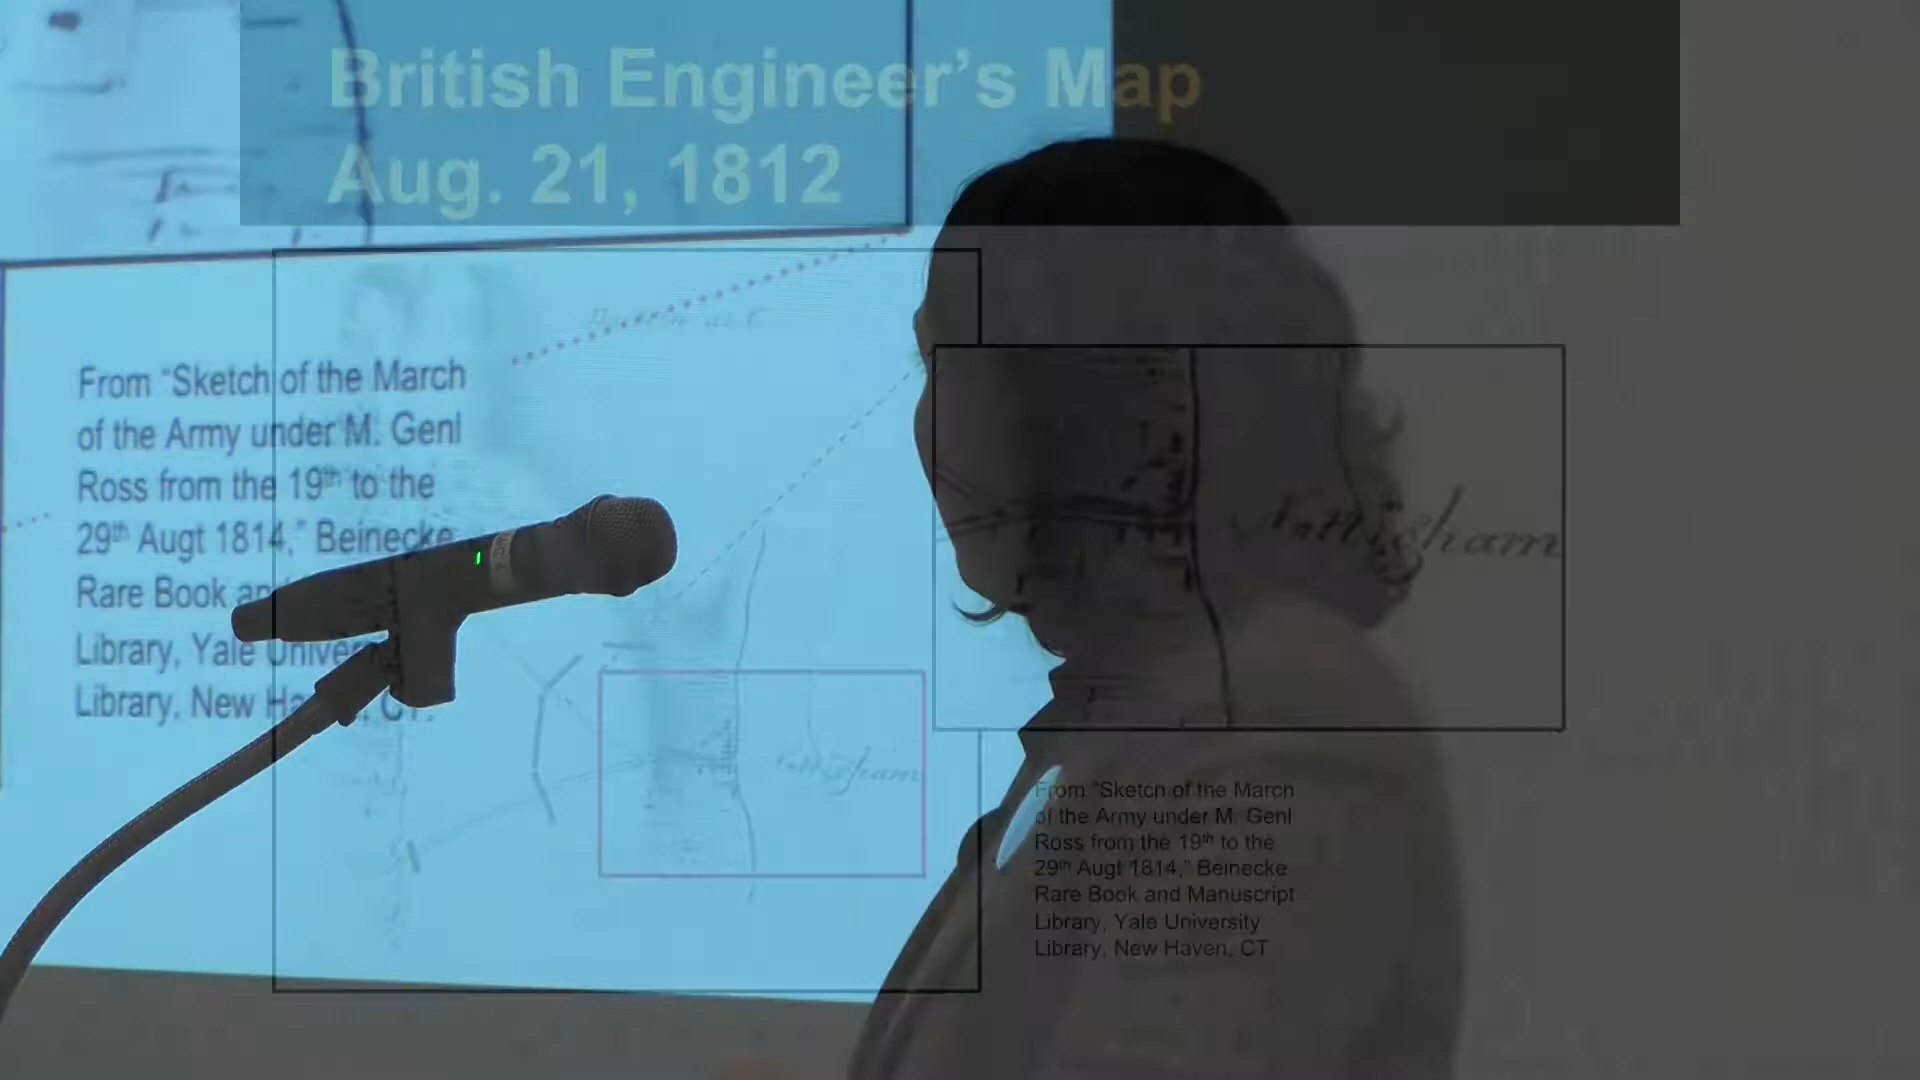 British Engineer's Map
Aug. 21, 1812
From "Sketch of the March
of the Army under M. Genl
Ross from the 19th to the
29th Augt 1814," Beinecke
Rare Book
Library, Yale
Library, New
Nottingham
Nottingham
From "Sketch of the March
of the Army under M. Genl
Ross from the 19th to the
29th Augt 1814," Beinecke
Rare Book and Manuscript
Library, Yale University
Library, New Haven, CT